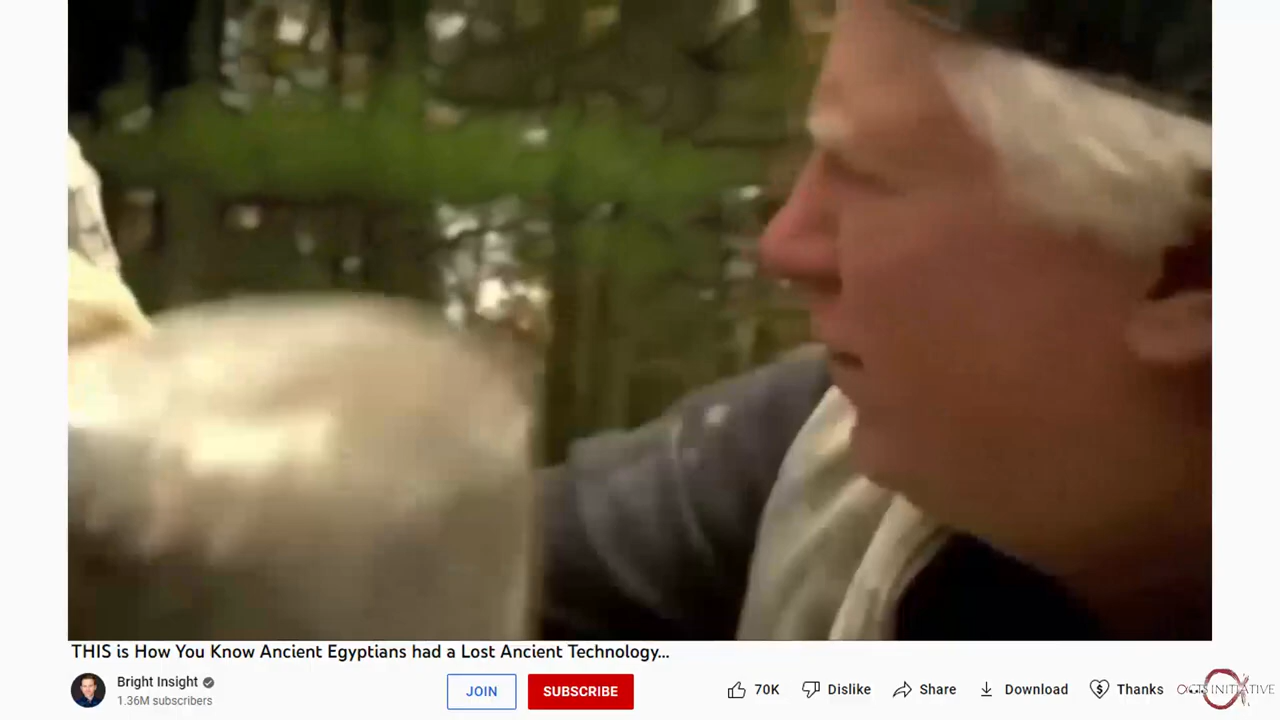 THIS is How You Know Ancient Egyptians had a Lost Ancient Technology...
Bright Insight
1.36M subscribers
JOIN
SUBSCRIBE
70K
Dislike
Share
Download
Thanks
INITIATIVE